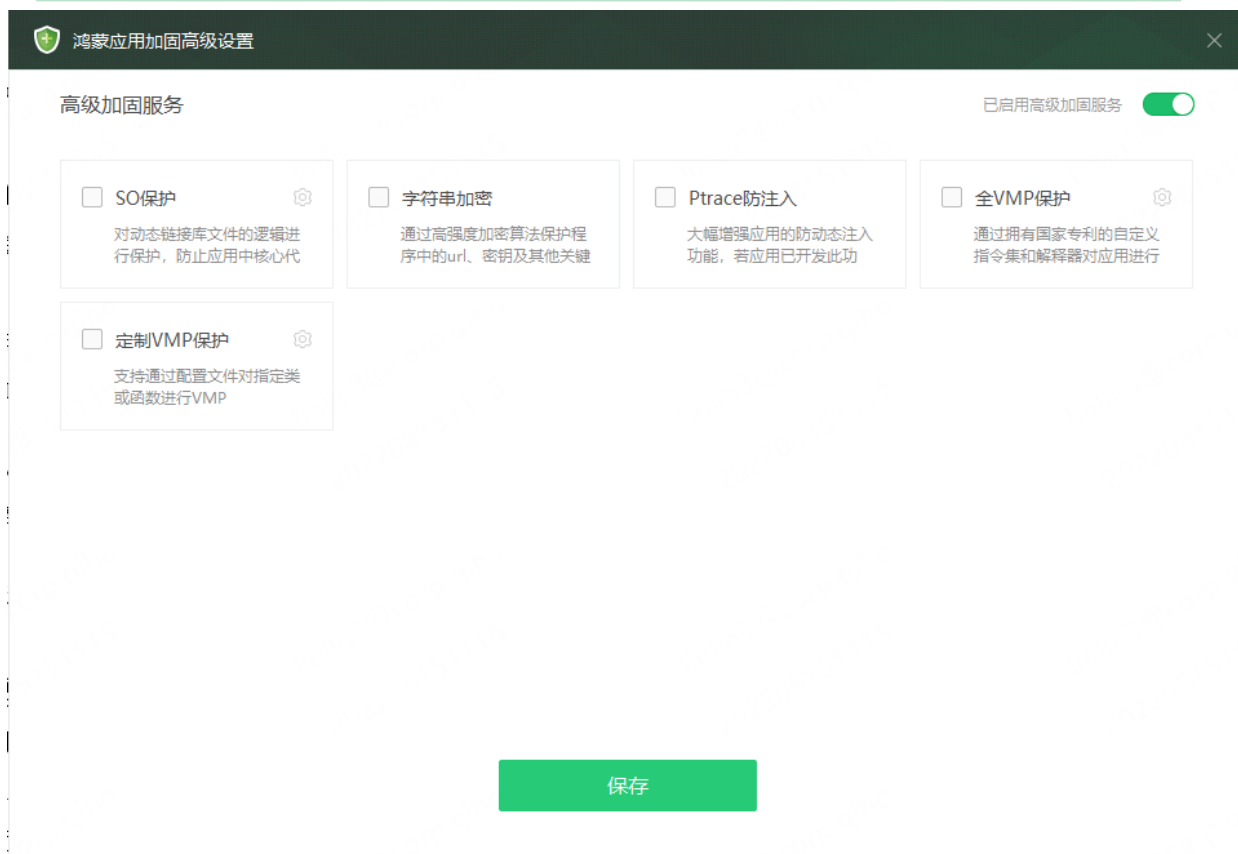 鸿蒙应用加固高级设置
高级加固服务
已启用高级加固服务
SO保护
对动态链接库文件的逻辑进
行保护，防止应用中核心代
字符串加密
通过高强度加密算法保护程
序中的url、密钥及其他关键
Ptrace防注入
大幅增强应用的防动态注入
功能，若应用已开发此功
全VMP保护
通过拥有国家专利的自定义
指令集和解释器对应用进行
定制VMP保护
支持通过配置文件对指定类
或函数进行VMP
保存